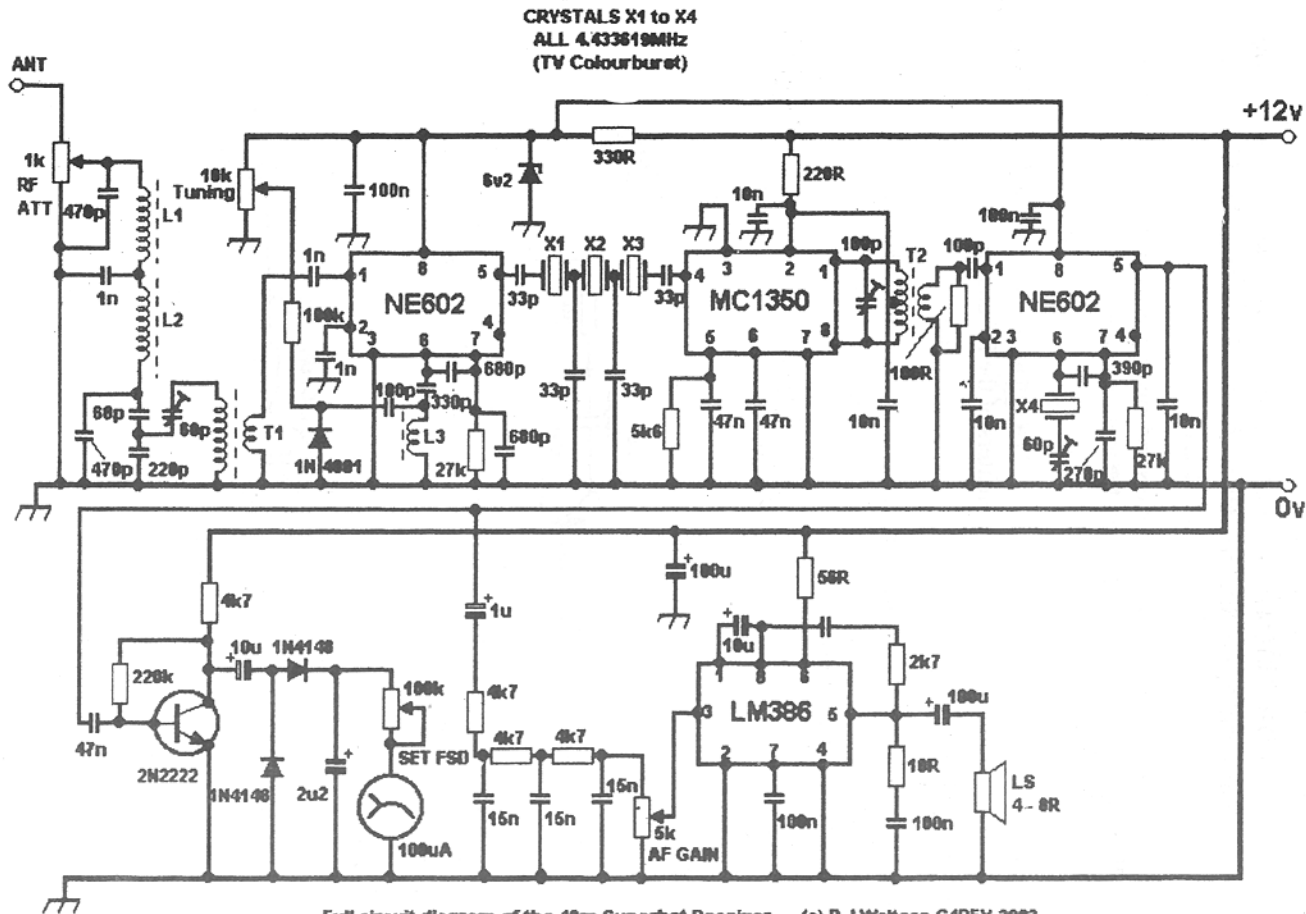 CRYSTALS X1 to X4
ALL 4.433619MHz
(TV Colourburst)
ANT
+12v
1k
RF
ATT
470p
L1
10k
Tuning
100n
6v2
330R
220R
10n
100n
1n
L2
1n
1
8
5
NE602
2
3
6
7
4
1n
100k
33p
X1
X2
X3
33p
33p
33p
4
3
2
1
MC1350
5
6
7
8
100p
T2
100p
100R
1
8
5
NE602
2
3
6
7
4
390p
68p
60p
470p
220p
T1
1N4001
100p
330p
680p
L3
27k
680p
5k6
47n
47n
10n
10n
X4
60p
270p
27k
10n
0v
4k7
220k
10u
1N4148
47n
2N2222
1N4148
2u2
100k
SET FSD
100uA
1u
4k7
4k7
4k7
15n
15n
15n
5k
AF GAIN
100u
56R
10u
1
8
6
3
LM386
5
2
7
4
100n
2k7
100u
10R
100n
LS
4 - 8R